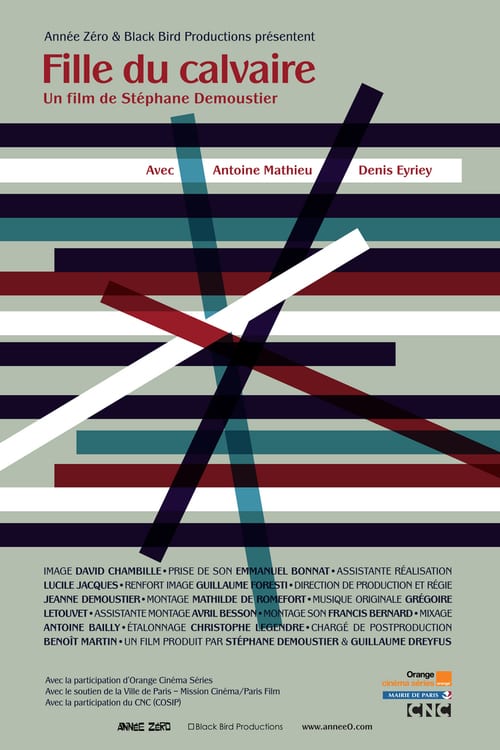 Année Zéro & Black Bird Productions présentent
Fille du calvaire
Un film de Stéphane Demoustier
Avec Antoine Mathieu Denis Eyriey
IMAGE DAVID CHAMBILLE • PRISE DE SON EMMANUEL BONNAT • ASSISTANTE RÉALISATION
LUCILE JACQUES • RENFORT IMAGE GUILLAUME FORESTI • DIRECTION DE PRODUCTION ET RÉGIE
JEANNE DEMOUSTIER • MONTAGE MATHILDE DE ROMEFORT • MUSIQUE ORIGINALE GRÉGOIRE
LETOUVET • ASSISTANTE MONTAGE AVRIL BESSON • MONTAGE SON FRANCIS BERNARD • MIXAGE
ANTOINE BAILLY • ÉTALONNAGE CHRISTOPHE LEGENDRE • CHARGÉ DE POSTPRODUCTION
BENOÎT MARTIN • UN FILM PRODUIT PAR STÉPHANE DEMOUSTIER & GUILLAUME DREYFUS
Avec la participation d'Orange Cinéma Séries
Avec le soutien de la Ville de Paris – Mission Cinéma/Paris Film
Avec la participation du CNC (COSIP)
Orange
cinéma séries
orange
MAIRIE DE PARIS
CNC
ANNÉE ZÉRO
Black Bird Productions
www.annee0.com